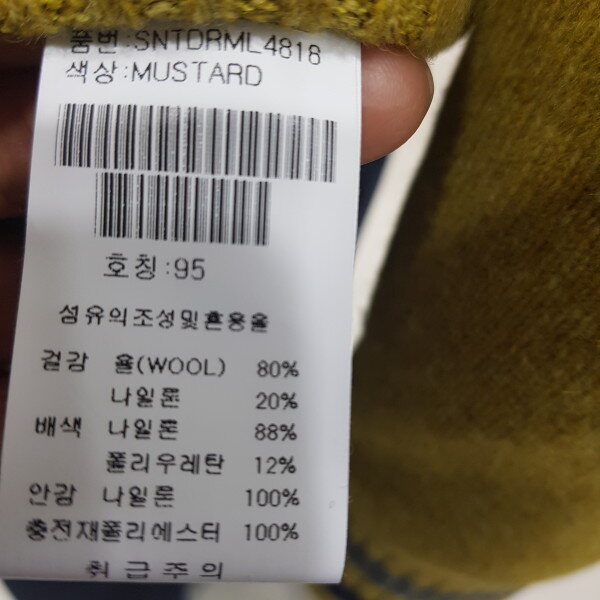 품번:SNTDRML4818
색상:MUSTARD
호칭:95
섬유의조성및혼용율
겉감 울(WOOL) 80%
나일론 20%
배색 나일론 88%
폴리우레탄 12%
안감 나일론 100%
충전재폴리에스터 100%
취급주의